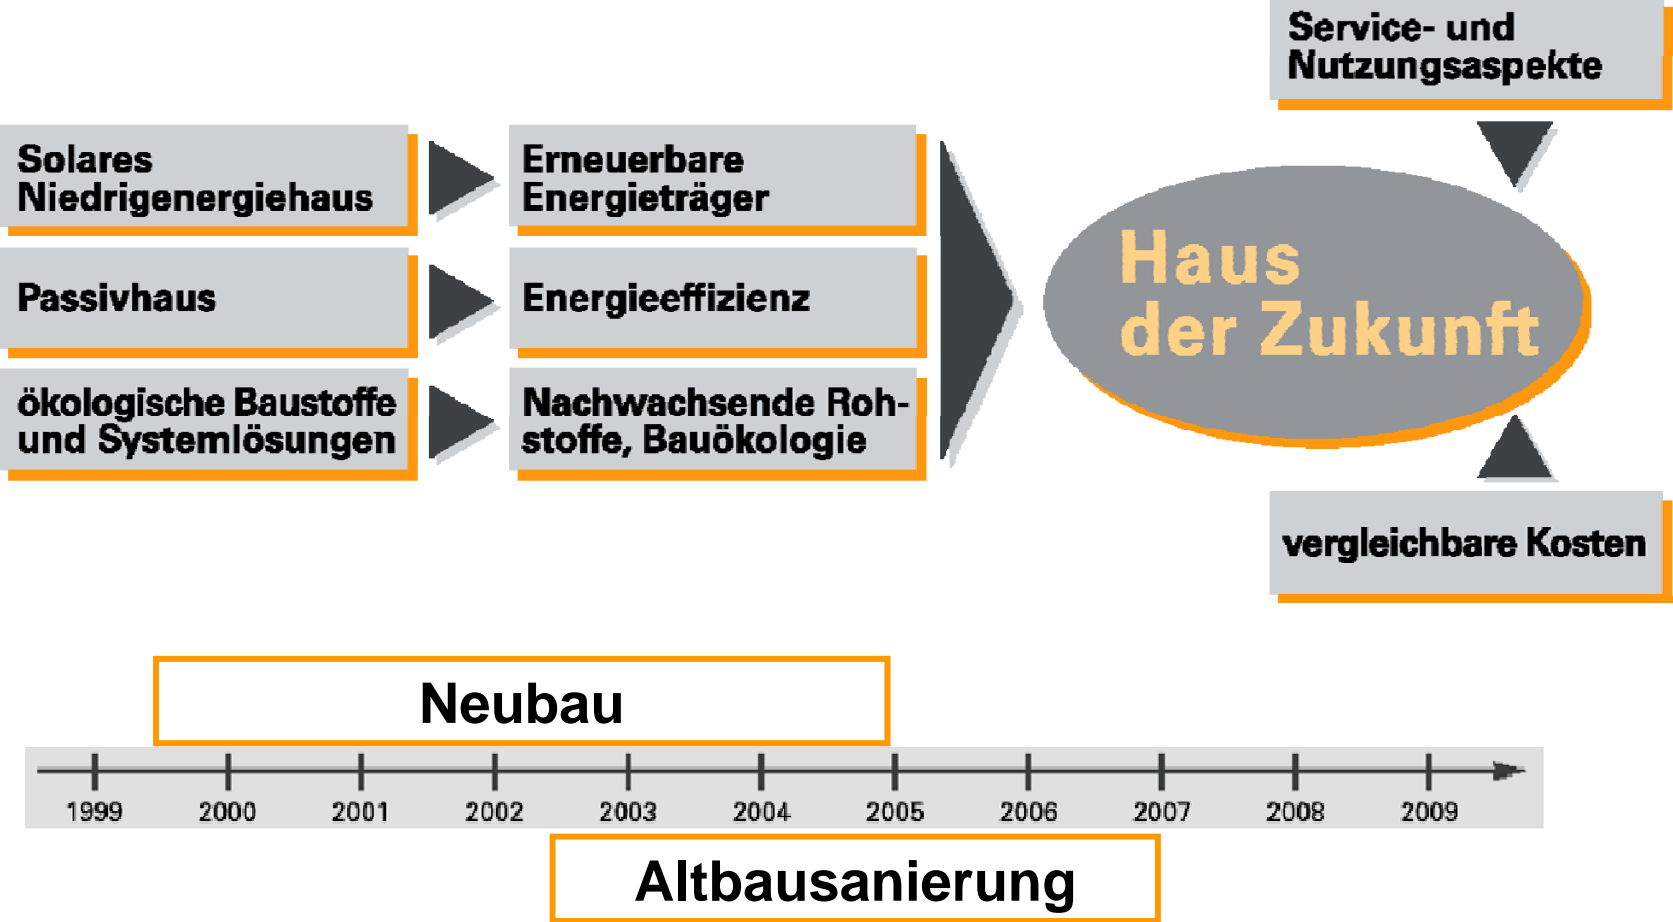 Service- und
Nutzungsaspekte
Solares
Niedrigenergiehaus
Erneuerbare
Energieträger
Passivhaus
Energieeffizienz
ökologische Baustoffe
und Systemlösungen
Nachwachsende Roh-
stoffe, Bauökologie
Haus
der Zukunft
vergleichbare Kosten
Neubau
1999 2000 2001 2002 2003 2004 2005 2006 2007 2008 2009
Altbausanierung